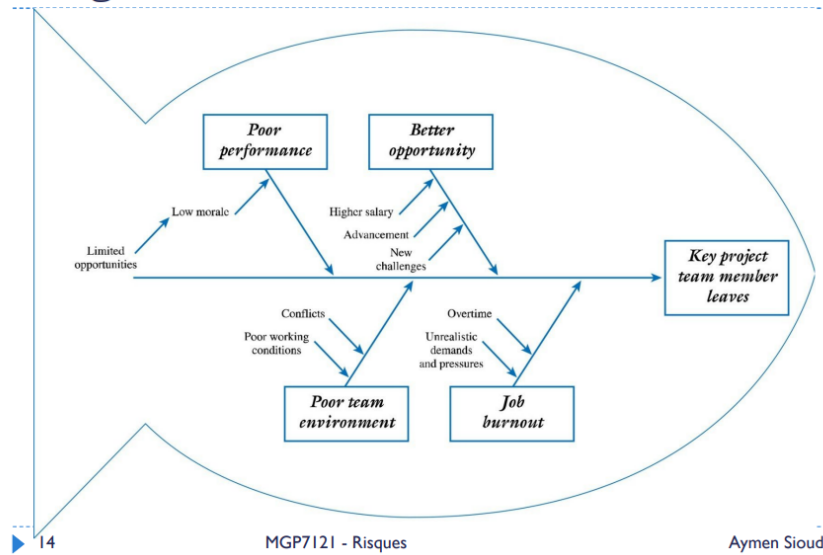 Poor
performance
Better
opportunity
Low morale
Higher salary
Advancement
New
challenges
Limited
opportunities
Key project
team member
leaves
Conflicts
Poor working
conditions
Overtime
Unrealistic
demands
and pressures
Poor team
environment
Job
burnout
14
MGP7121 - Risques
Aymen Sioud